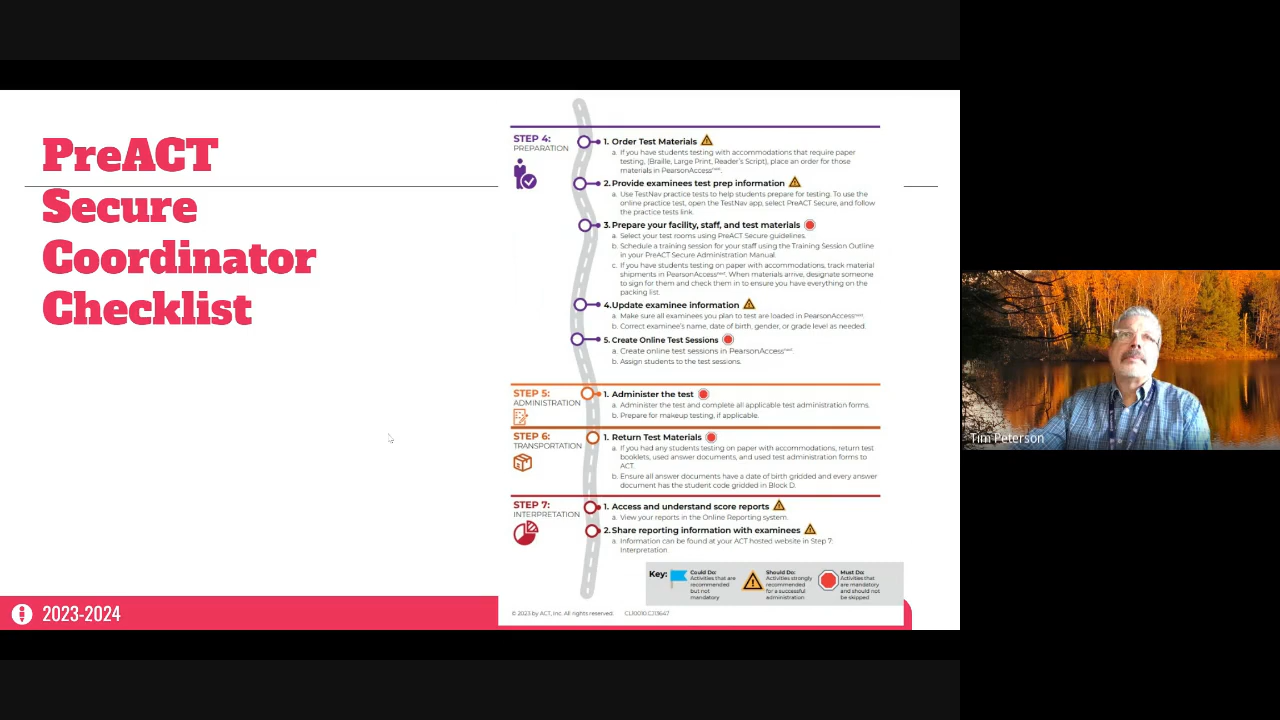 PreACT
Secure
Coordinator
Checklist
STEP 4:
PREPARATION
1. Order Test Materials
a. If you have students testing with accommodations that require paper
testing, (Braille, Large Print, Reader's Script), place an order for those
materials in PearsonAccessⁿᵉˣᵗ.
2. Provide examinees test prep information
a. Use TestNav practice tests to help students prepare for testing. To use the
online practice test, open the TestNav app, select PreACT Secure, and follow
the practice tests link.
3. Prepare your facility, staff, and test materials
a. Select your test rooms using PreACT Secure guidelines.
b. Schedule a training session for your staff using the Training Session Outline
in your PreACT Secure Administration Manual.
c. If you have students testing on paper with accommodations, track material
shipments in PearsonAccessⁿᵉˣᵗ. When materials arrive, designate someone
to sign for them and check them in to ensure you have everything on the
packing list.
4. Update examinee information
a. Make sure all examinees you plan to test are loaded in PearsonAccessⁿᵉˣᵗ.
b. Correct examinee's name, date of birth, gender, or grade level as needed.
5. Create Online Test Sessions
a. Create online test sessions in PearsonAccessⁿᵉˣᵗ.
b. Assign students to the test sessions.
STEP 5:
ADMINISTRATION
1. Administer the test
a. Administer the test and complete all applicable test administration forms.
b. Prepare for makeup testing, if applicable.
STEP 6:
TRANSPORTATION
1. Return Test Materials
a. If you had any students testing on paper with accommodations, return test
booklets, used answer documents, and used test administration forms to
ACT.
b. Ensure all answer documents have a date of birth gridded and every answer
document has the student code gridded in Block D.
STEP 7:
INTERPRETATION
1. Access and understand score reports
a. View your reports in the Online Reporting system.
2. Share reporting information with examinees
a. Information can be found at your ACT hosted website in Step 7:
Interpretation
Key:
Could Do:
Activities that are
recommended
but not
mandatory
Should Do:
Activities strongly
recommended
for a successful
administration
Must Do:
Activities that
are mandatory
and should not
be skipped
© 2023 by ACT, Inc. All rights reserved.
2023-2024
Tim Peterson